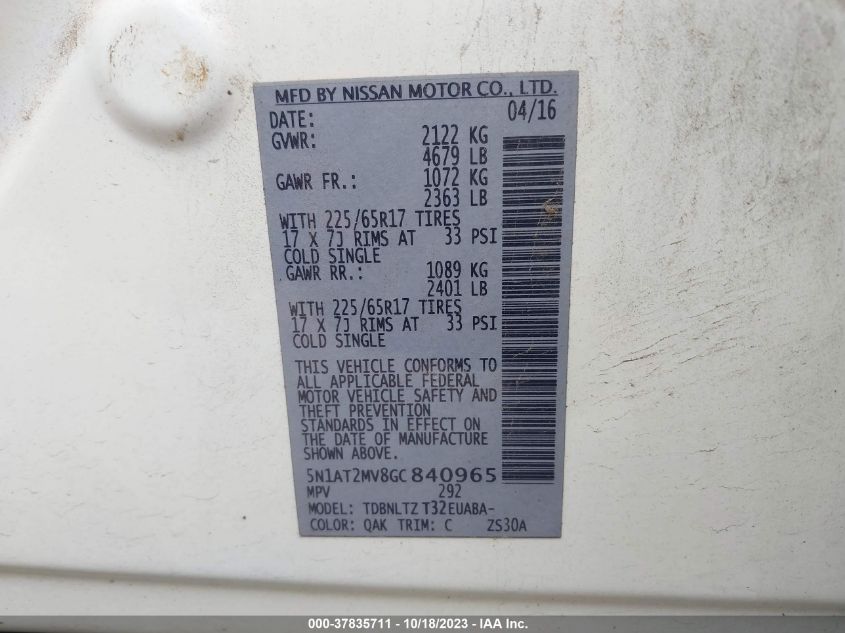 MFD BY NISSAN MOTOR CO., LTD.
DATE: 04/16
GVWR: 2122 KG
4679 LB
GAWR FR.: 1072 KG
2363 LB
WITH 225/65R17 TIRES
17 X 7J RIMS AT 33 PSI
COLD SINGLE
GAWR RR.: 1089 KG
2401 LB
WITH 225/65R17 TIRES
17 X 7J RIMS AT 33 PSI
COLD SINGLE
THIS VEHICLE CONFORMS TO
ALL APPLICABLE FEDERAL
MOTOR VEHICLE SAFETY AND
THEFT PREVENTION
STANDARDS IN EFFECT ON
THE DATE OF MANUFACTURE
SHOWN ABOVE.
5N1AT2MV8GC840965
MPV 292
MODEL: TDBNLTZ T32EUABA-
COLOR: QAK TRIM: C ZS30A
000-37835711 - 10/18/2023 - IAA Inc.